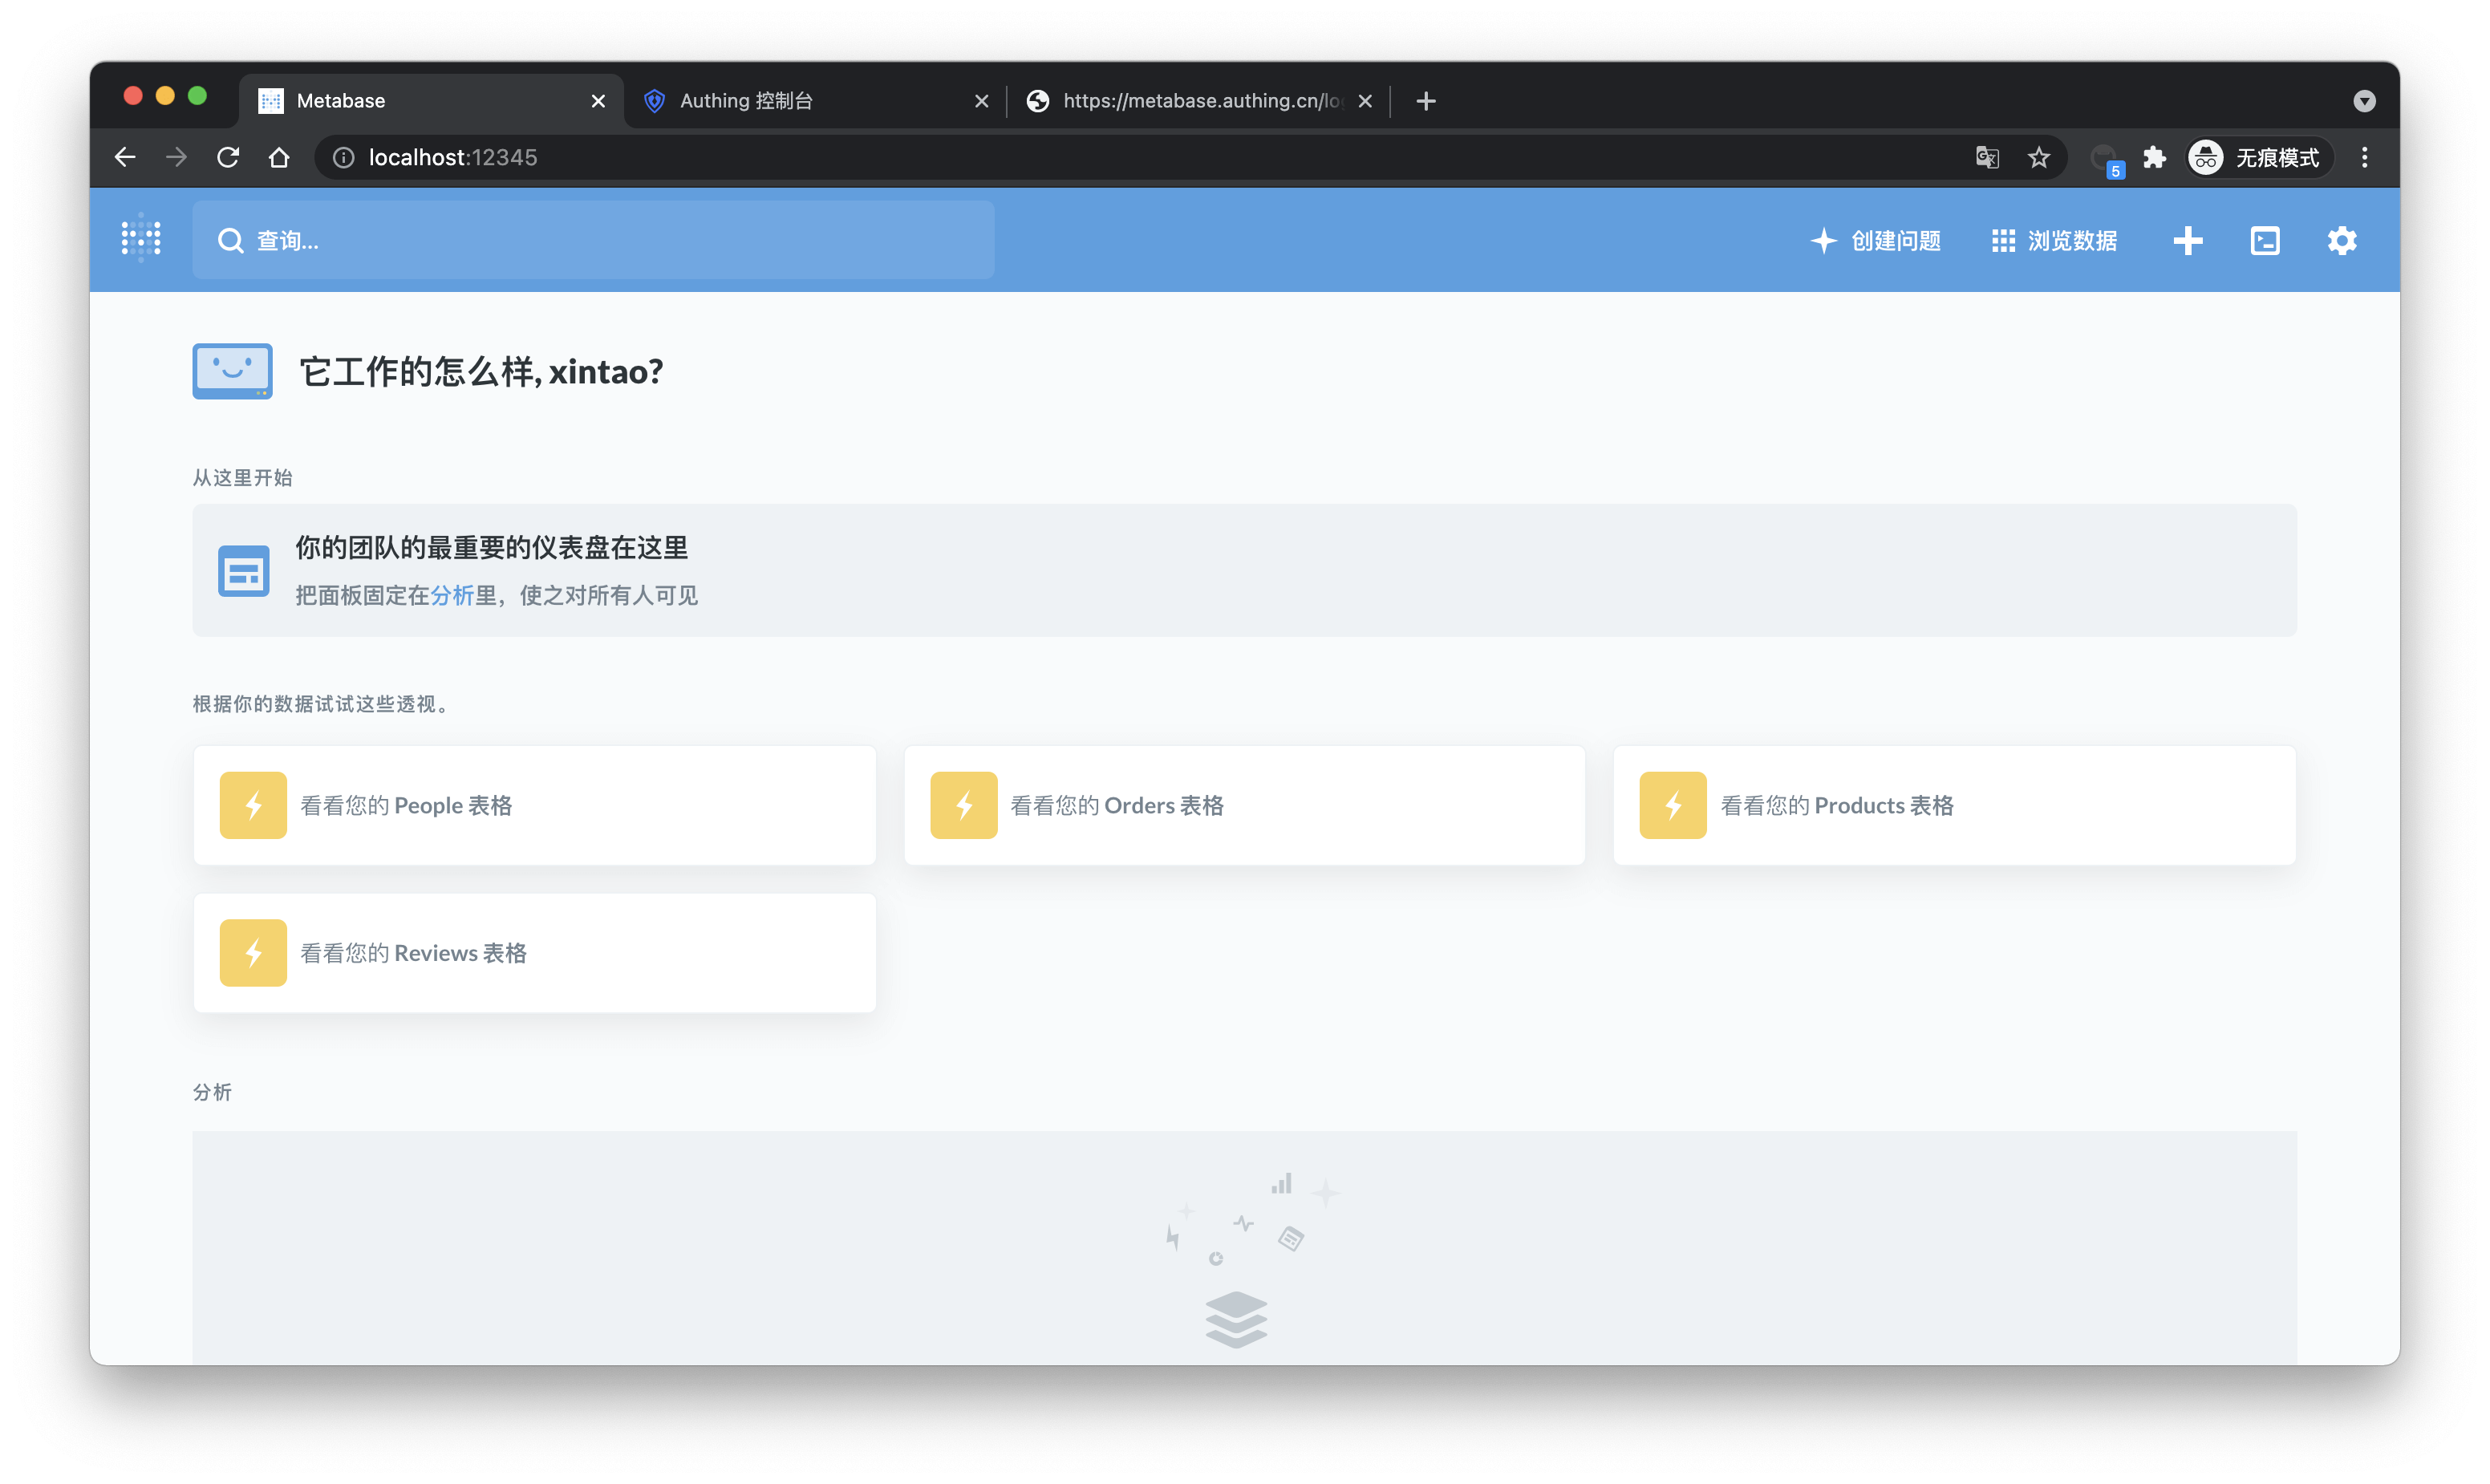 Metabase
Authing 控制台
https://metabase.authing.cn/lo
localhost:12345
5
无痕模式
查询...
创建问题
浏览数据
它工作的怎么样, xintao?
从这里开始
你的团队的最重要的仪表盘在这里
把面板固定在分析里，使之对所有人可见
根据你的数据试试这些透视。
看看您的 People 表格
看看您的 Orders 表格
看看您的 Products 表格
看看您的 Reviews 表格
分析